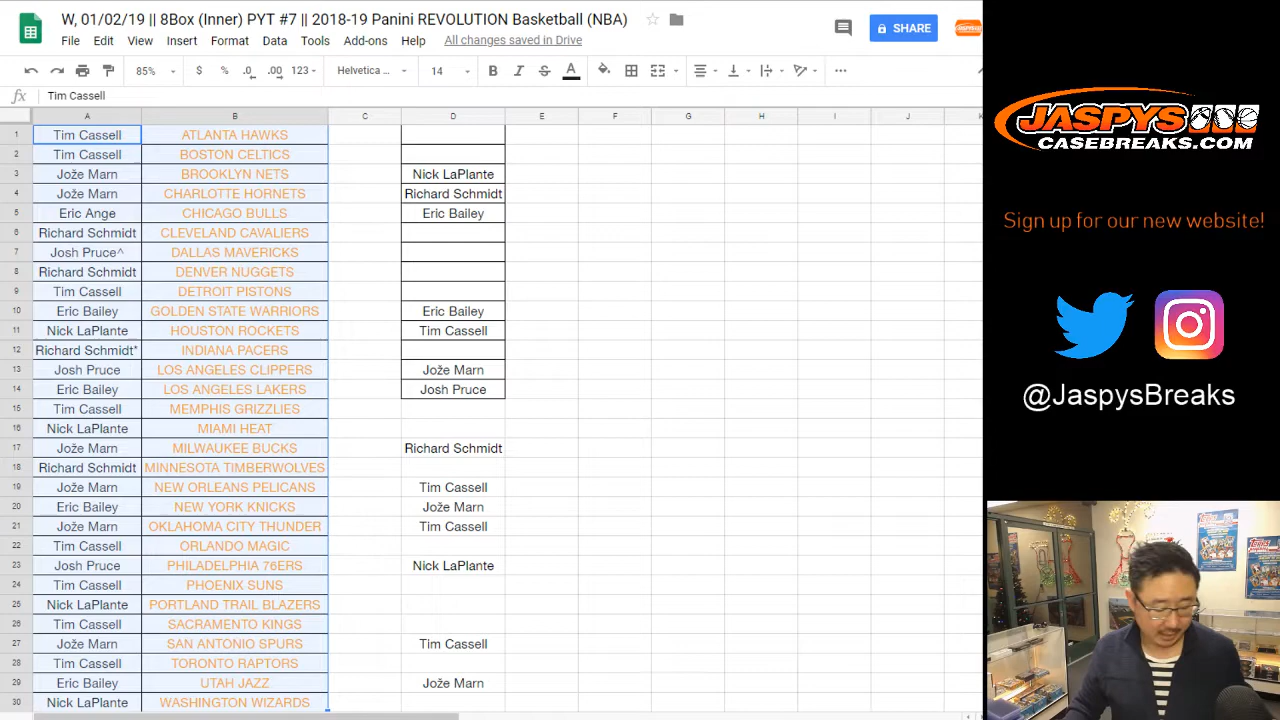 W, 01/02/19 || 8Box (Inner) PYT #7 || 2018-19 Panini REVOLUTION Basketball (NBA)
File Edit View Insert Format Data Tools Add-ons Help All changes saved in Drive
SHARE
JASPYS
85% $ % .0 .00 123 Helvetica ... 14 B I S A
fx Tim Cassell
A B C D E F G H I J K
1 Tim Cassell ATLANTA HAWKS
2 Tim Cassell BOSTON CELTICS
3 Jože Marn BROOKLYN NETS Nick LaPlante
4 Jože Marn CHARLOTTE HORNETS Richard Schmidt
5 Eric Ange CHICAGO BULLS Eric Bailey
6 Richard Schmidt CLEVELAND CAVALIERS
7 Josh Pruce^ DALLAS MAVERICKS
8 Richard Schmidt DENVER NUGGETS
9 Tim Cassell DETROIT PISTONS
10 Eric Bailey GOLDEN STATE WARRIORS Eric Bailey
11 Nick LaPlante HOUSTON ROCKETS Tim Cassell
12 Richard Schmidt* INDIANA PACERS
13 Josh Pruce LOS ANGELES CLIPPERS Jože Marn
14 Eric Bailey LOS ANGELES LAKERS Josh Pruce
15 Tim Cassell MEMPHIS GRIZZLIES
16 Nick LaPlante MIAMI HEAT
17 Jože Marn MILWAUKEE BUCKS Richard Schmidt
18 Richard Schmidt MINNESOTA TIMBERWOLVES
19 Jože Marn NEW ORLEANS PELICANS Tim Cassell
20 Eric Bailey NEW YORK KNICKS Jože Marn
21 Jože Marn OKLAHOMA CITY THUNDER Tim Cassell
22 Tim Cassell ORLANDO MAGIC
23 Josh Pruce PHILADELPHIA 76ERS Nick LaPlante
24 Tim Cassell PHOENIX SUNS
25 Nick LaPlante PORTLAND TRAIL BLAZERS
26 Tim Cassell SACRAMENTO KINGS
27 Jože Marn SAN ANTONIO SPURS Tim Cassell
28 Tim Cassell TORONTO RAPTORS
29 Eric Bailey UTAH JAZZ Jože Marn
30 Nick LaPlante WASHINGTON WIZARDS
JASPYS
CASEBREAKS.COM
Sign up for our new website!
@JaspysBreaks